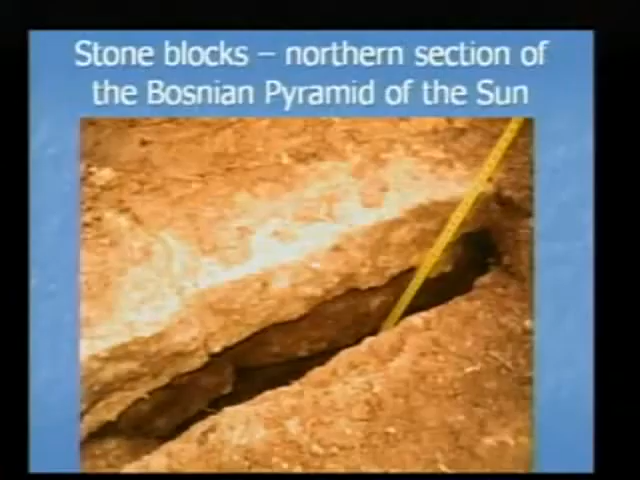 Stone blocks – northern section of
the Bosnian Pyramid of the Sun